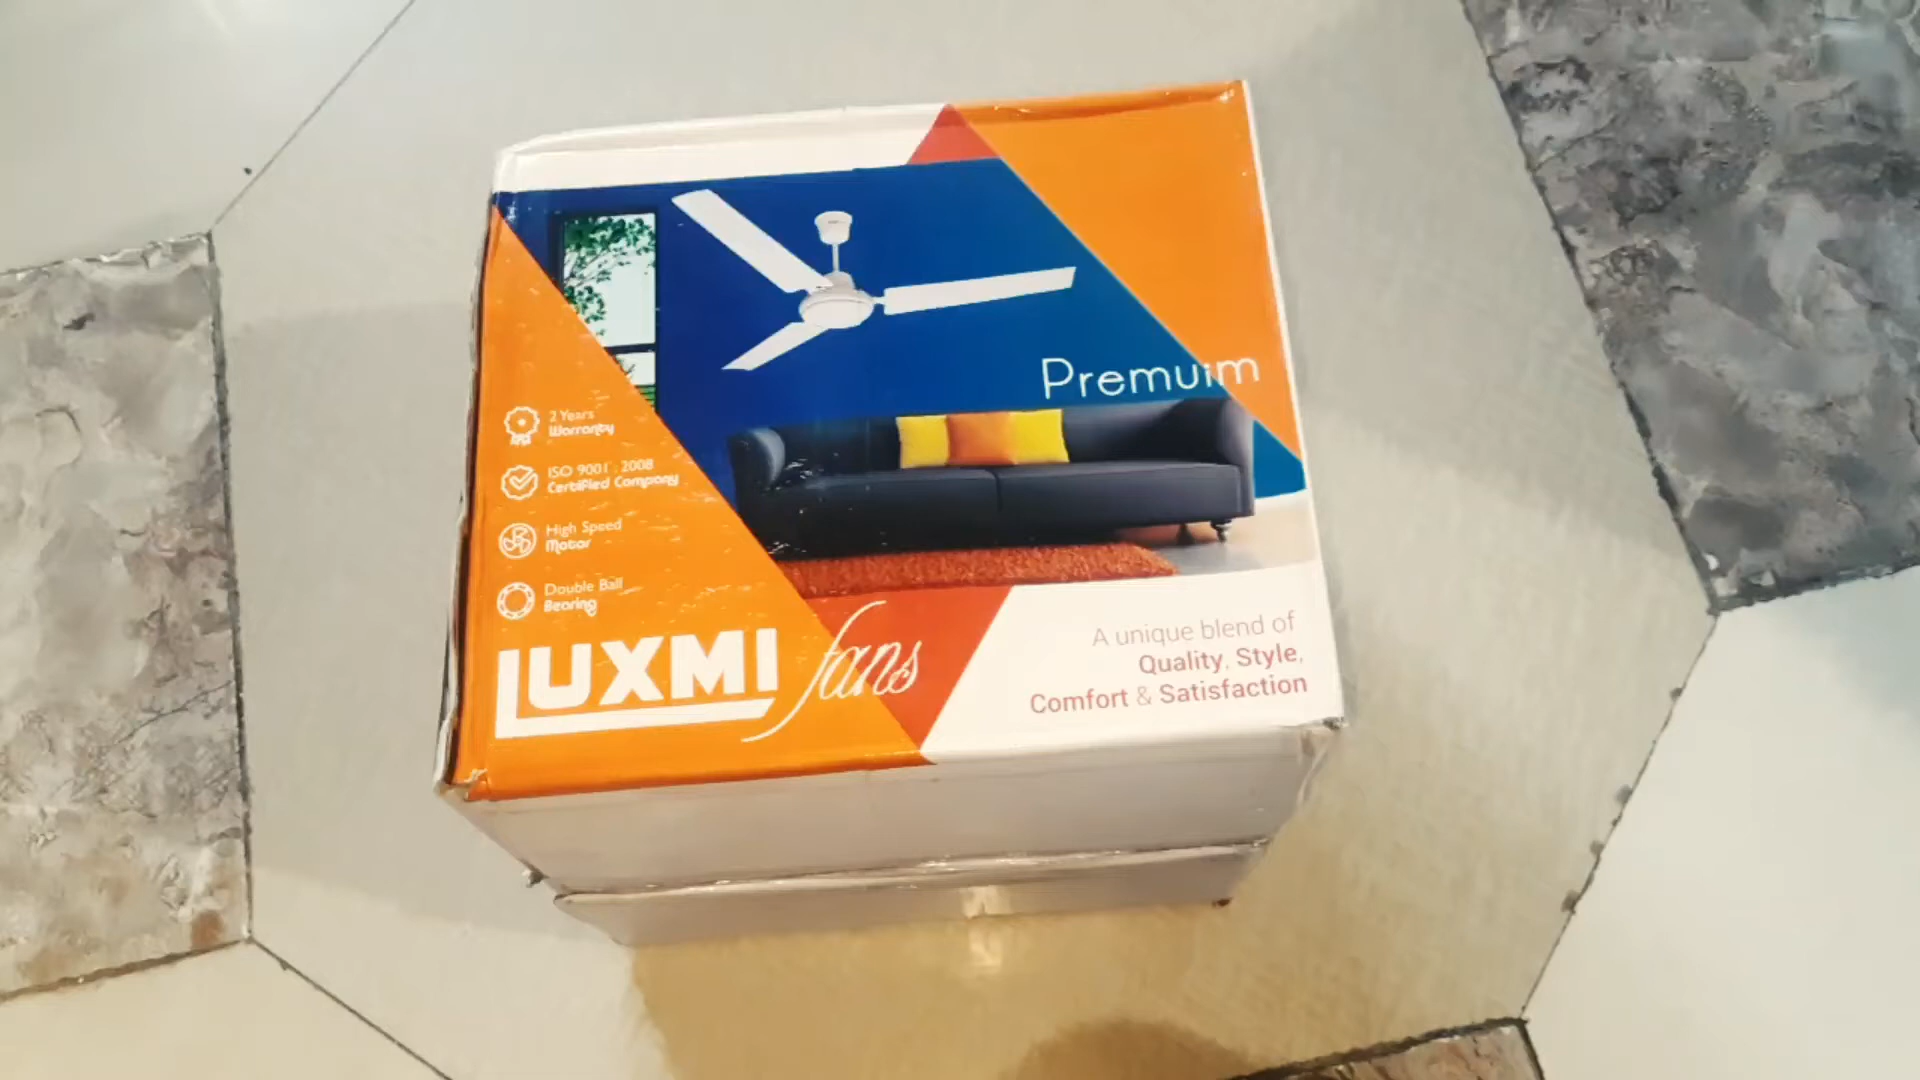 Premuim
2 Years
Warranty
ISO 9001 : 2008
Certified Company
High Speed
Motor
Double Ball
Bearing
LUXMI fans
A unique blend of
Quality, Style,
Comfort & Satisfaction